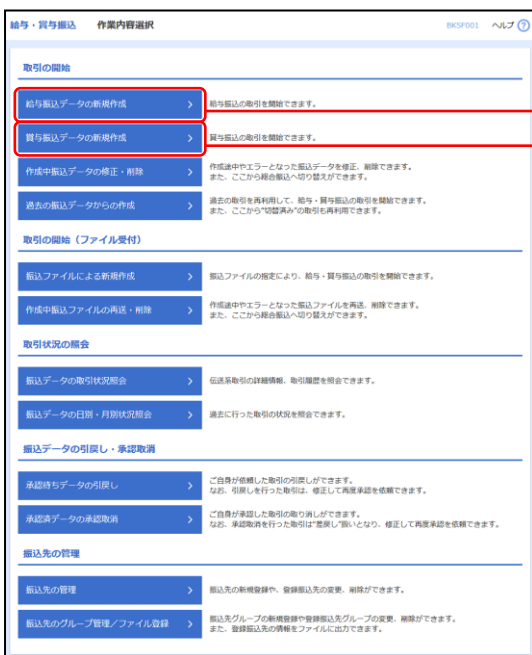 給与・賞与振込 作業内容選択 BKSF001 ヘルプ ?
取引の開始
給与振込データの新規作成 > 給与振込の取引を開始できます。
賞与振込データの新規作成 > 賞与振込の取引を開始できます。
作成中振込データの修正・削除 > 作成途中やエラーとなった振込データを修正、削除できます。
また、ここから総合振込へ切り替えができます。
過去の振込データからの作成 > 過去の取引を再利用して、給与・賞与振込の取引を開始できます。
また、ここから"切替済み"の取引も再利用できます。
取引の開始（ファイル受付）
振込ファイルによる新規作成 > 振込ファイルの指定により、給与・賞与振込の取引を開始できます。
作成中振込ファイルの再送・削除 > 作成途中やエラーとなった振込ファイルを再送、削除できます。
また、ここから総合振込へ切り替えができます。
取引状況の照会
振込データの取引状況照会 > 伝送系取引の詳細情報、取引履歴を照会できます。
振込データの日別・月別状況照会 > 過去に行った取引の状況を照会できます。
振込データの引戻し・承認取消
承認待ちデータの引戻し > ご自身が依頼した取引の引戻しができます。
なお、引戻しを行った取引は、修正して再度承認を依頼できます。
承認済データの承認取消 > ご自身が承認した取引の取り消しができます。
なお、承認取消を行った取引は"差戻し"扱いとなり、修正して再度承認を依頼できます。
振込先の管理
振込先の管理 > 振込先の新規登録や、登録振込先の変更、削除ができます。
振込先のグループ管理／ファイル登録 > 振込先グループの新規登録や登録振込先グループの変更、削除ができます。
また、登録振込先の情報をファイルに出力できます。